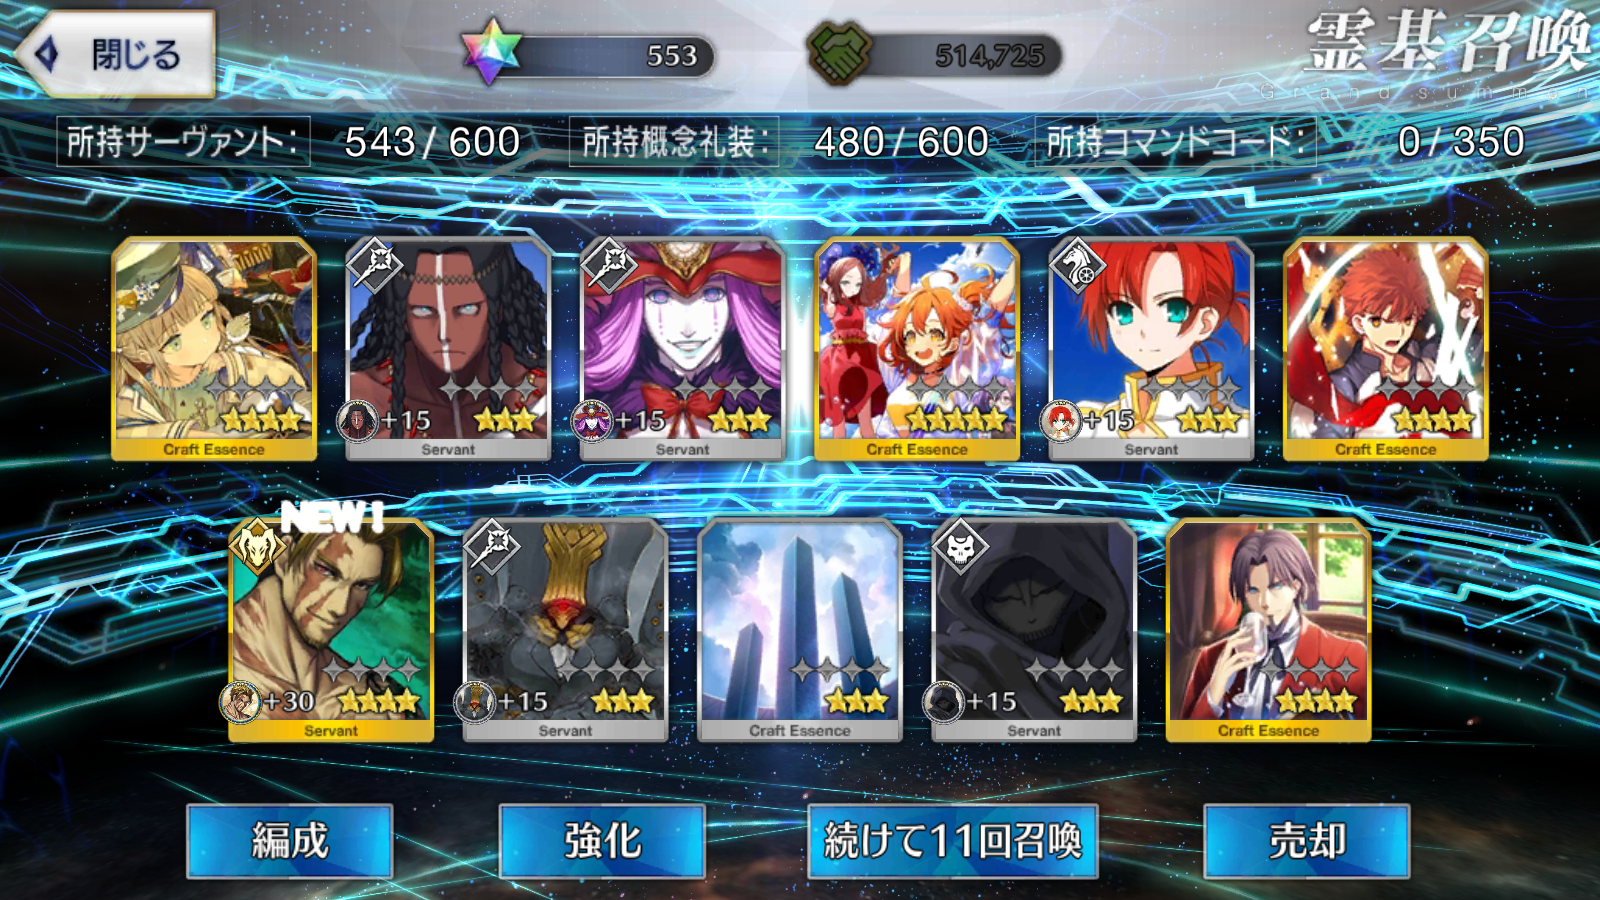 閉じる
553
514,725
霊基召喚
Grand summon
所持サーヴァント: 543 / 600
所持概念礼装: 480 / 600
所持コマンドコード: 0 / 350
Craft Essence
+15
Servant
+15
Servant
Craft Essence
+15
Servant
Craft Essence
NEW!
+30
Servant
+15
Servant
Craft Essence
+15
Servant
Craft Essence
編成
強化
続けて11回召喚
売却